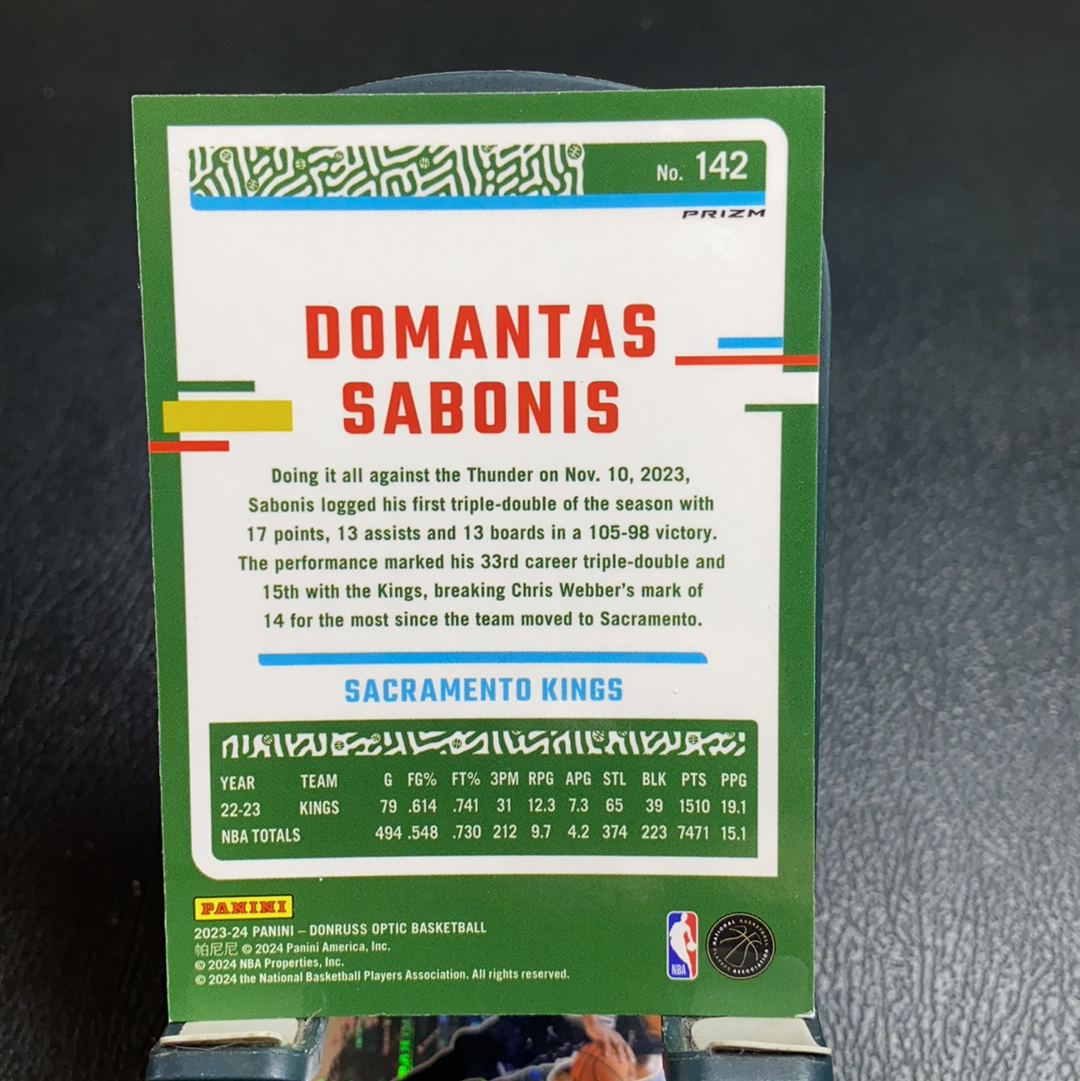 No. 142
PRIZM
DOMANTAS
SABONIS
Doing it all against the Thunder on Nov. 10, 2023,
Sabonis logged his first triple-double of the season with
17 points, 13 assists and 13 boards in a 105-98 victory.
The performance marked his 33rd career triple-double and
15th with the Kings, breaking Chris Webber's mark of
14 for the most since the team moved to Sacramento.
SACRAMENTO KINGS
YEAR TEAM G FG% FT% 3PM RPG APG STL BLK PTS PPG
22-23 KINGS 79 .614 .741 31 12.3 7.3 65 39 1510 19.1
NBA TOTALS 494 .548 .730 212 9.7 4.2 374 223 7471 15.1
PANINI
2023-24 PANINI – DONRUSS OPTIC BASKETBALL
帕尼尼 © 2024 Panini America, Inc.
© 2024 NBA Properties, Inc.
© 2024 the National Basketball Players Association. All rights reserved.
NBA
NATIONAL BASKETBALL PLAYERS ASSOCIATION